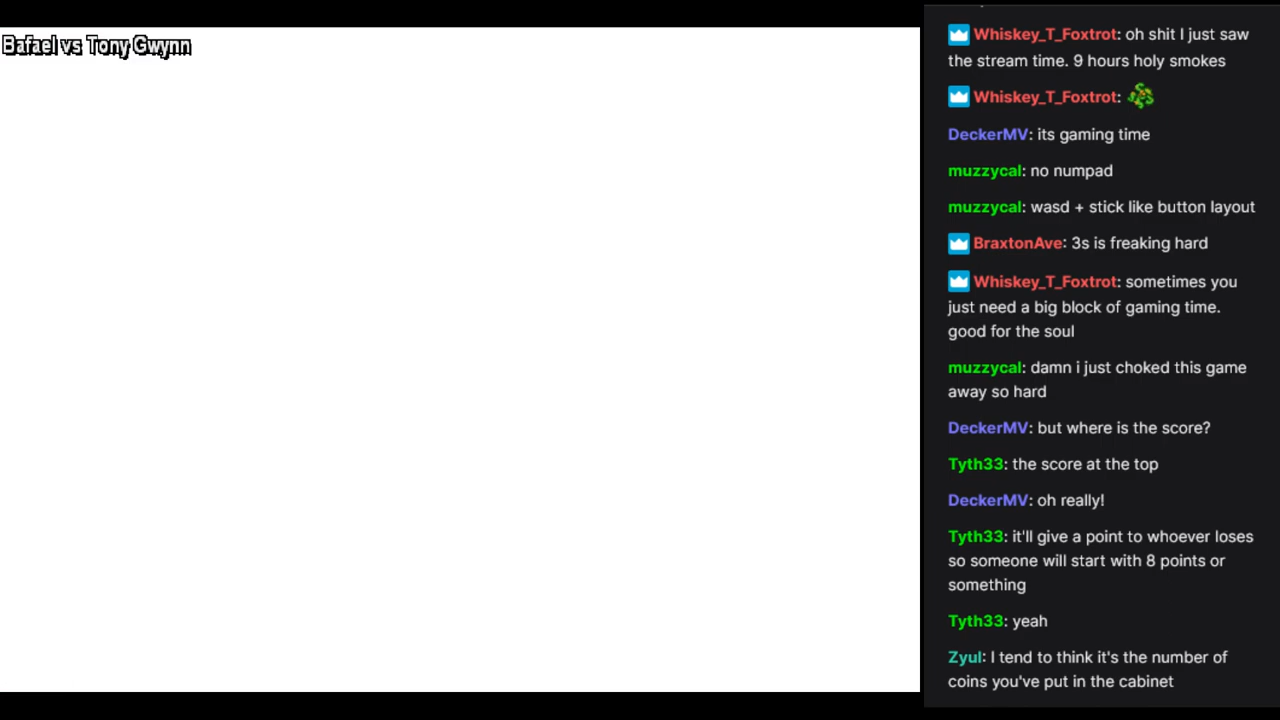 Bafael vs Tony Gwynn
Whiskey_T_Foxtrot: oh shit I just saw
the stream time. 9 hours holy smokes
Whiskey_T_Foxtrot:
DeckerMV: its gaming time
muzzycal: no numpad
muzzycal: wasd + stick like button layout
BraxtonAve: 3s is freaking hard
Whiskey_T_Foxtrot: sometimes you
just need a big block of gaming time.
good for the soul
muzzycal: damn i just choked this game
away so hard
DeckerMV: but where is the score?
Tyth33: the score at the top
DeckerMV: oh really!
Tyth33: it'll give a point to whoever loses
so someone will start with 8 points or
something
Tyth33: yeah
Zyul: I tend to think it's the number of
coins you've put in the cabinet